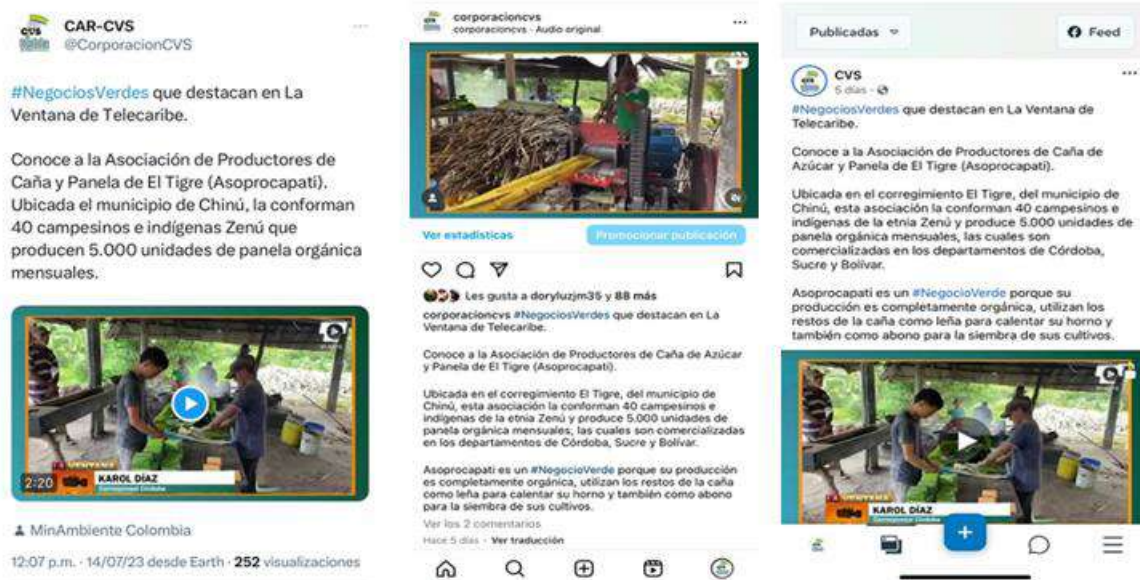 CAR-CVS
@CorporacionCVS
#NegociosVerdes que destacan en La
Ventana de Telecaribe.
Conoce a la Asociación de Productores de
Caña y Panela de El Tigre (Asoprocapati).
Ubicada el municipio de Chinú, la conforman
40 campesinos e indígenas Zenú que
producen 5.000 unidades de panela orgánica
mensuales.
2:20
LA VENTANA
KAROL DÍAZ
Corresponsal Córdoba
MinAmbiente Colombia
12:07 p.m. · 14/07/23 desde Earth · 252 visualizaciones
corporacioncvs
corporacioncvs · Audio original
Ver estadísticas
Promocionar publicación
Les gusta a doryluzjm35 y 88 más
corporacioncvs #NegociosVerdes que destacan en La
Ventana de Telecaribe.
Conoce a la Asociación de Productores de Caña de Azúcar
y Panela de El Tigre (Asoprocapati).
Ubicada en el corregimiento El Tigre, del municipio de
Chinú, esta asociación la conforman 40 campesinos e
indígenas de la etnia Zenú y produce 5.000 unidades de
panela orgánica mensuales, las cuales son comercializadas
en los departamentos de Córdoba, Sucre y Bolívar.
Asoprocapati es un #NegocioVerde porque su producción
es completamente orgánica, utilizan los restos de la caña
como leña para calentar su horno y también como abono
para la siembra de sus cultivos.
Ver los 2 comentarios
Hace 5 días · Ver traducción
Publicadas
Feed
CVS
5 días
#NegociosVerdes que destacan en La Ventana de
Telecaribe.
Conoce a la Asociación de Productores de Caña de
Azúcar y Panela de El Tigre (Asoprocapati).
Ubicada en el corregimiento El Tigre, del municipio de
Chinú, esta asociación la conforman 40 campesinos e
indígenas de la etnia Zenú y produce 5.000 unidades de
panela orgánica mensuales, las cuales son
comercializadas en los departamentos de Córdoba,
Sucre y Bolívar.
Asoprocapati es un #NegocioVerde porque su
producción es completamente orgánica, utilizan los
restos de la caña como leña para calentar su horno y
también como abono para la siembra de sus cultivos.
LA VENTANA
KAROL DÍAZ
Corresponsal Córdoba